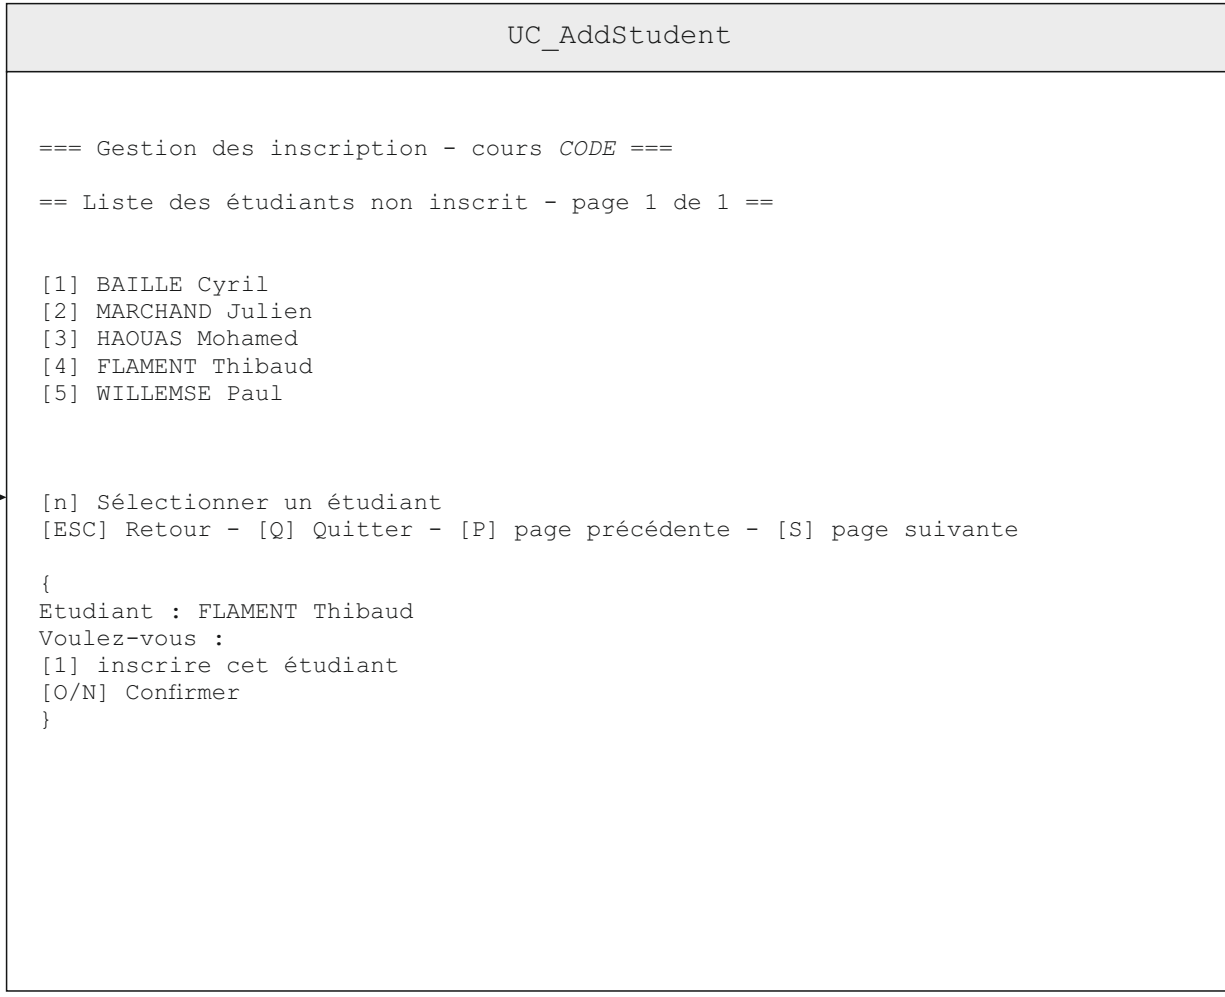 UC_AddStudent
=== Gestion des inscription - cours CODE ===
== Liste des étudiants non inscrit - page 1 de 1 ==
[1] BAILLE Cyril
[2] MARCHAND Julien
[3] HAOUAS Mohamed
[4] FLAMENT Thibaud
[5] WILLEMSE Paul
[n] Sélectionner un étudiant
[ESC] Retour - [Q] Quitter - [P] page précédente - [S] page suivante
{
Etudiant : FLAMENT Thibaud
Voulez-vous :
[1] inscrire cet étudiant
[O/N] Confirmer
}